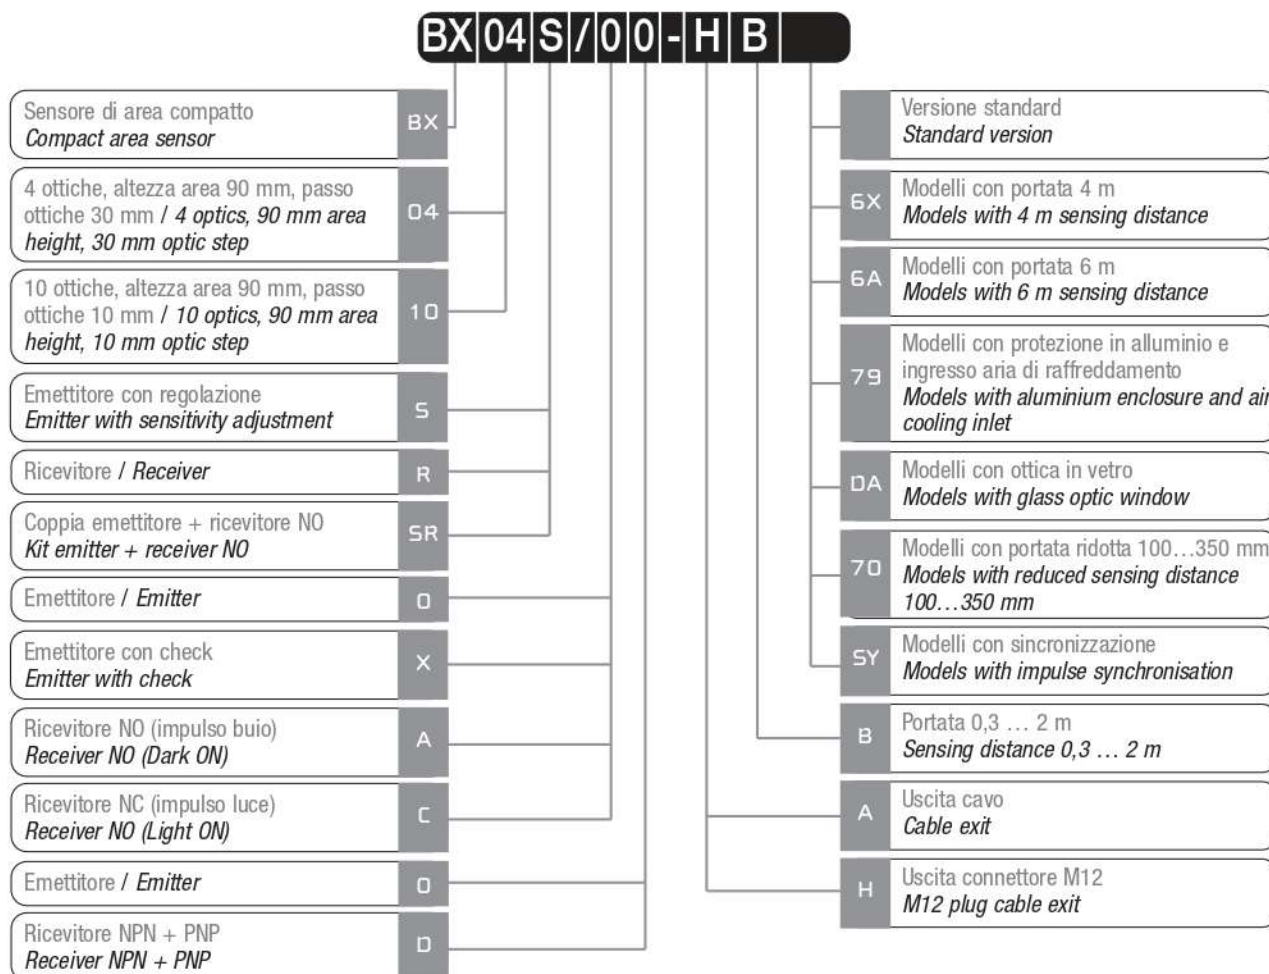 BX04S/00-HB
Sensore di area compatto
Compact area sensor
BX
4 ottiche, altezza area 90 mm, passo
ottiche 30 mm / 4 optics, 90 mm area
height, 30 mm optic step
04
10 ottiche, altezza area 90 mm, passo
ottiche 10 mm / 10 optics, 90 mm area
height, 10 mm optic step
10
Emettitore con regolazione
Emitter with sensitivity adjustment
S
Ricevitore / Receiver
R
Coppia emettitore + ricevitore NO
Kit emitter + receiver NO
SR
Emettitore / Emitter
0
Emettitore con check
Emitter with check
X
Ricevitore NO (impulso buio)
Receiver NO (Dark ON)
A
Ricevitore NC (impulso luce)
Receiver NO (Light ON)
C
Emettitore / Emitter
0
Ricevitore NPN + PNP
Receiver NPN + PNP
D
Versione standard
Standard version
6X
Modelli con portata 4 m
Models with 4 m sensing distance
6A
Modelli con portata 6 m
Models with 6 m sensing distance
79
Modelli con protezione in alluminio e
ingresso aria di raffreddamento
Models with aluminium enclosure and air
cooling inlet
DA
Modelli con ottica in vetro
Models with glass optic window
70
Modelli con portata ridotta 100...350 mm
Models with reduced sensing distance
100...350 mm
SY
Modelli con sincronizzazione
Models with impulse synchronisation
B
Portata 0,3 ... 2 m
Sensing distance 0,3 ... 2 m
A
Uscita cavo
Cable exit
H
Uscita connettore M12
M12 plug cable exit